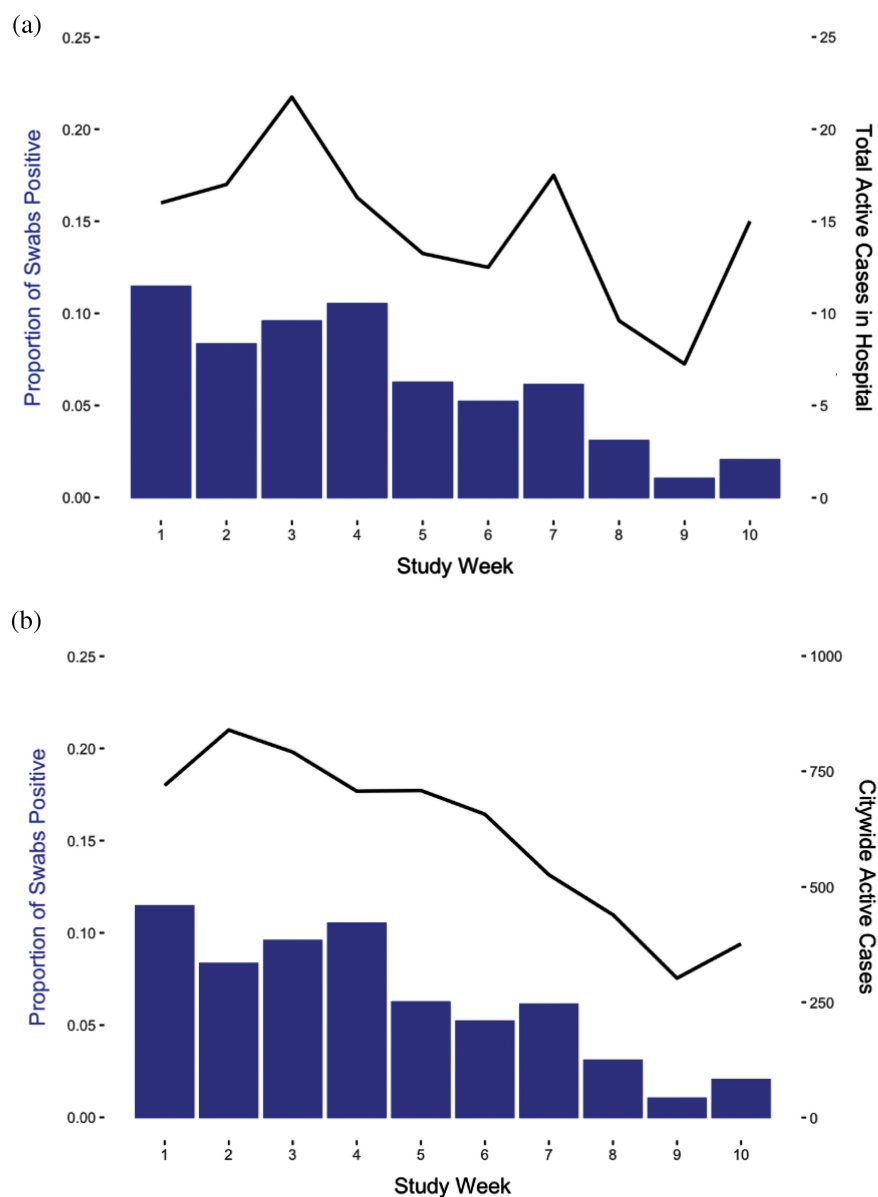 (a)
0.25
0.20
0.15
0.10
0.05
0.00
Proportion of Swabs Positive
25
20
15
10
5
0
Total Active Cases in Hospital
1 2 3 4 5 6 7 8 9 10
Study Week
(b)
0.25
0.20
0.15
0.10
0.05
0.00
Proportion of Swabs Positive
1000
750
500
250
0
Citywide Active Cases
1 2 3 4 5 6 7 8 9 10
Study Week